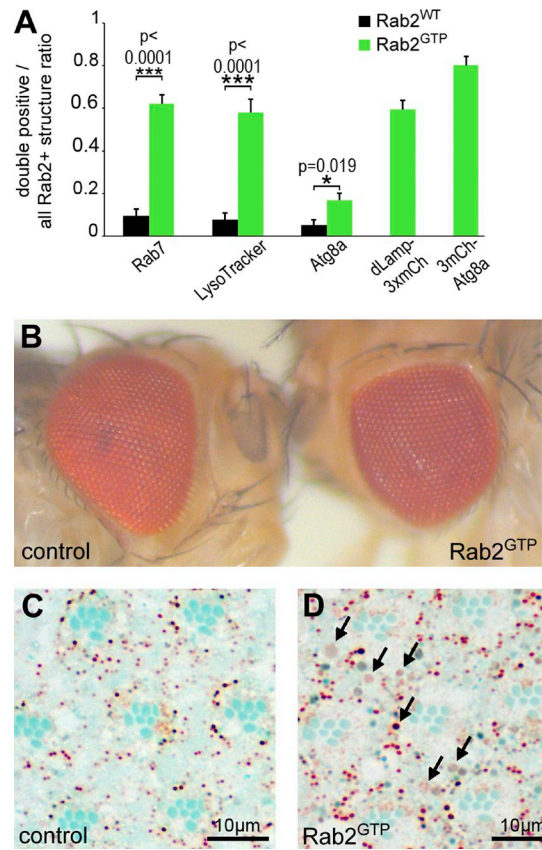 A
Rab2WT
Rab2GTP
double positive /
all Rab2+ structure ratio
1
0.8
0.6
0.4
0.2
0
p<
0.0001
***
p<
0.0001
***
p=0.019
*
Rab7
LysoTracker
Atg8a
dLamp-
3xmCh
3mCh-
Atg8a
B
control
Rab2GTP
C
control
10µm
D
Rab2GTP
10µm